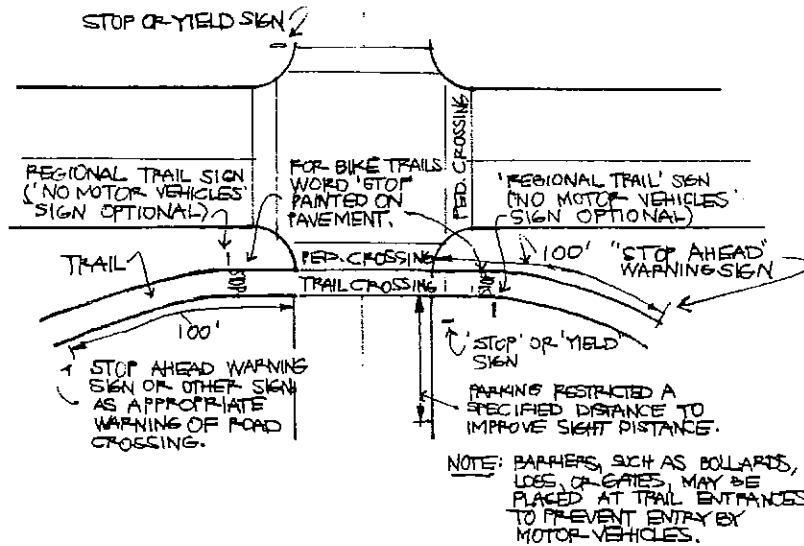 STOP OR YIELD SIGN
PED. CROSSING
REGIONAL TRAIL SIGN
('NO MOTOR VEHICLES'
SIGN OPTIONAL)
FOR BIKE TRAILS
WORD 'STOP'
PAINTED ON
PAVEMENT.
'REGIONAL TRAIL' SIGN
('NO MOTOR VEHICLES'
SIGN OPTIONAL)
100'
"STOP AHEAD"
WARNING SIGN
TRAIL
STOP
PED. CROSSING
TRAIL CROSSING
STOP
100'
'STOP' OR 'YIELD'
SIGN
STOP AHEAD WARNING
SIGN OR OTHER SIGN
AS APPROPRIATE
WARNING OF ROAD
CROSSING.
PARKING RESTRICTED A
SPECIFIED DISTANCE TO
IMPROVE SIGHT DISTANCE.
NOTE: BARRIERS, SUCH AS BOLLARDS,
LOGS, OR GATES, MAY BE
PLACED AT TRAIL ENTRANCES
TO PREVENT ENTRY BY
MOTOR VEHICLES.